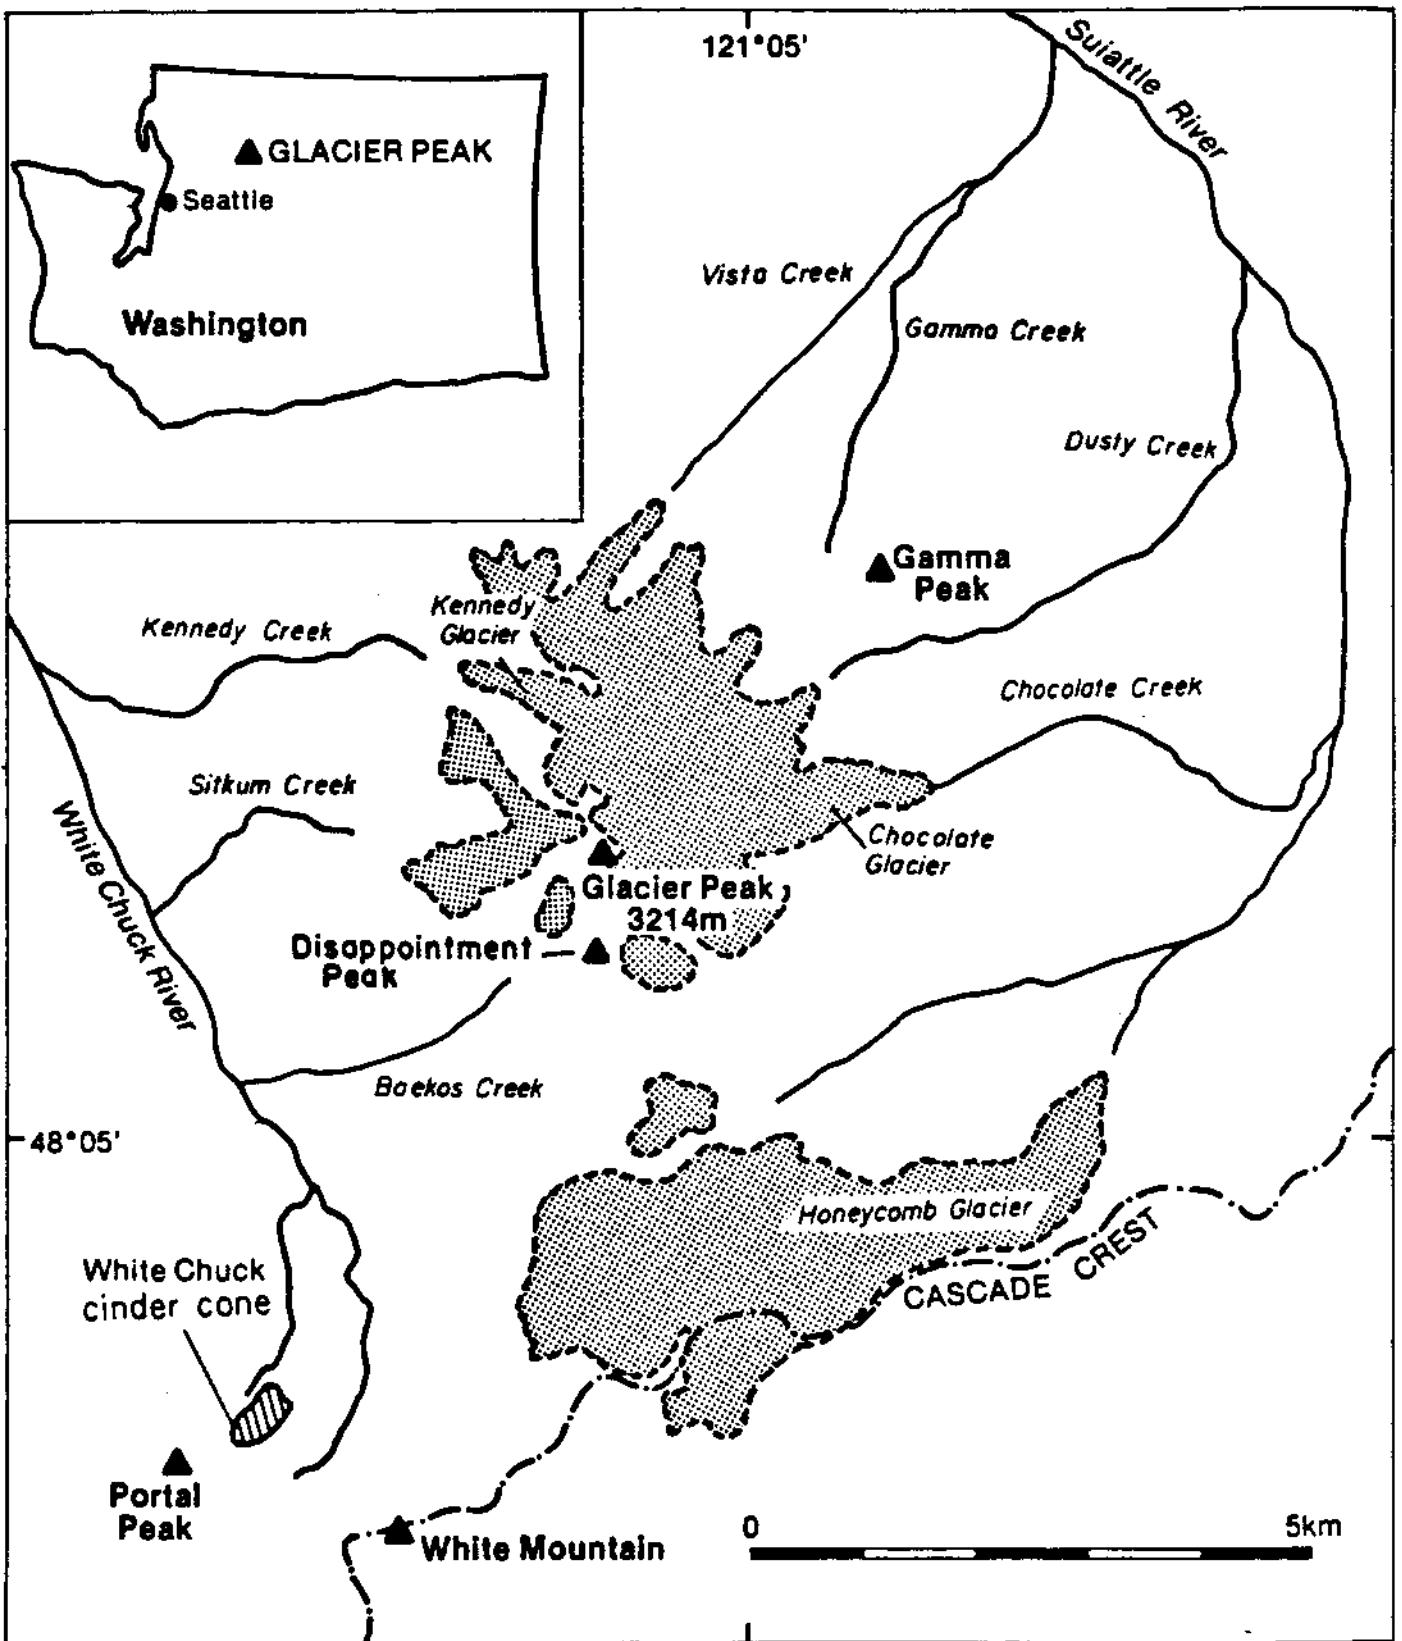 121°05'
Suiattle River
GLACIER PEAK
Seattle
Washington
Vista Creek
Gamma Creek
Dusty Creek
Gamma
Peak
Kennedy
Glacier
Kennedy Creek
Chocolate Creek
Sitkum Creek
White Chuck River
Chocolate
Glacier
Glacier Peak
3214m
Disappointment
Peak
Baekos Creek
48°05'
Honeycomb Glacier
CASCADE CREST
White Chuck
cinder cone
Portal
Peak
White Mountain
0 5km